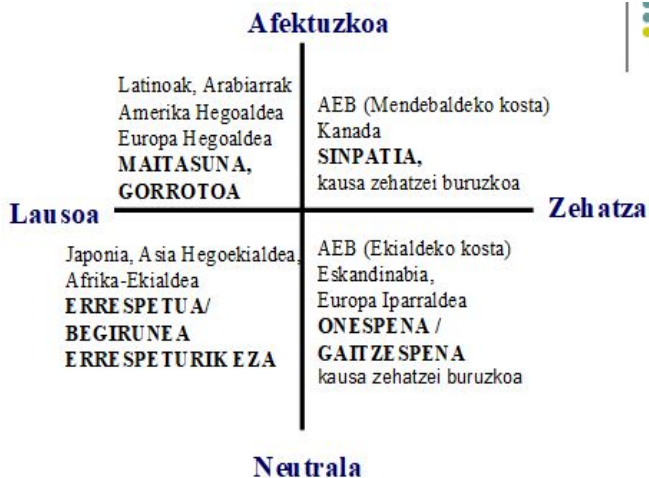 Afektuzkoa
Latinoak, Arabiarrak
Amerika Hegoaldea
Europa Hegoaldea
MAITASUNA,
GORROTOA
AEB (Mendebaldeko kosta)
Kanada
SINPATIA,
kausa zehatzei buruzkoa
Lausoa
Zehatza
Japonia, Asia Hegoekialdea,
Afrika-Ekialdea
ERRESPETUA/
BEGIRUNEA
ERRESPETURIK EZA
AEB (Ekialdeko kosta)
Eskandinabia,
Europa Iparraldea
ONESPENA /
GAITZESPENA
kausa zehatzei buruzkoa
Neutrala